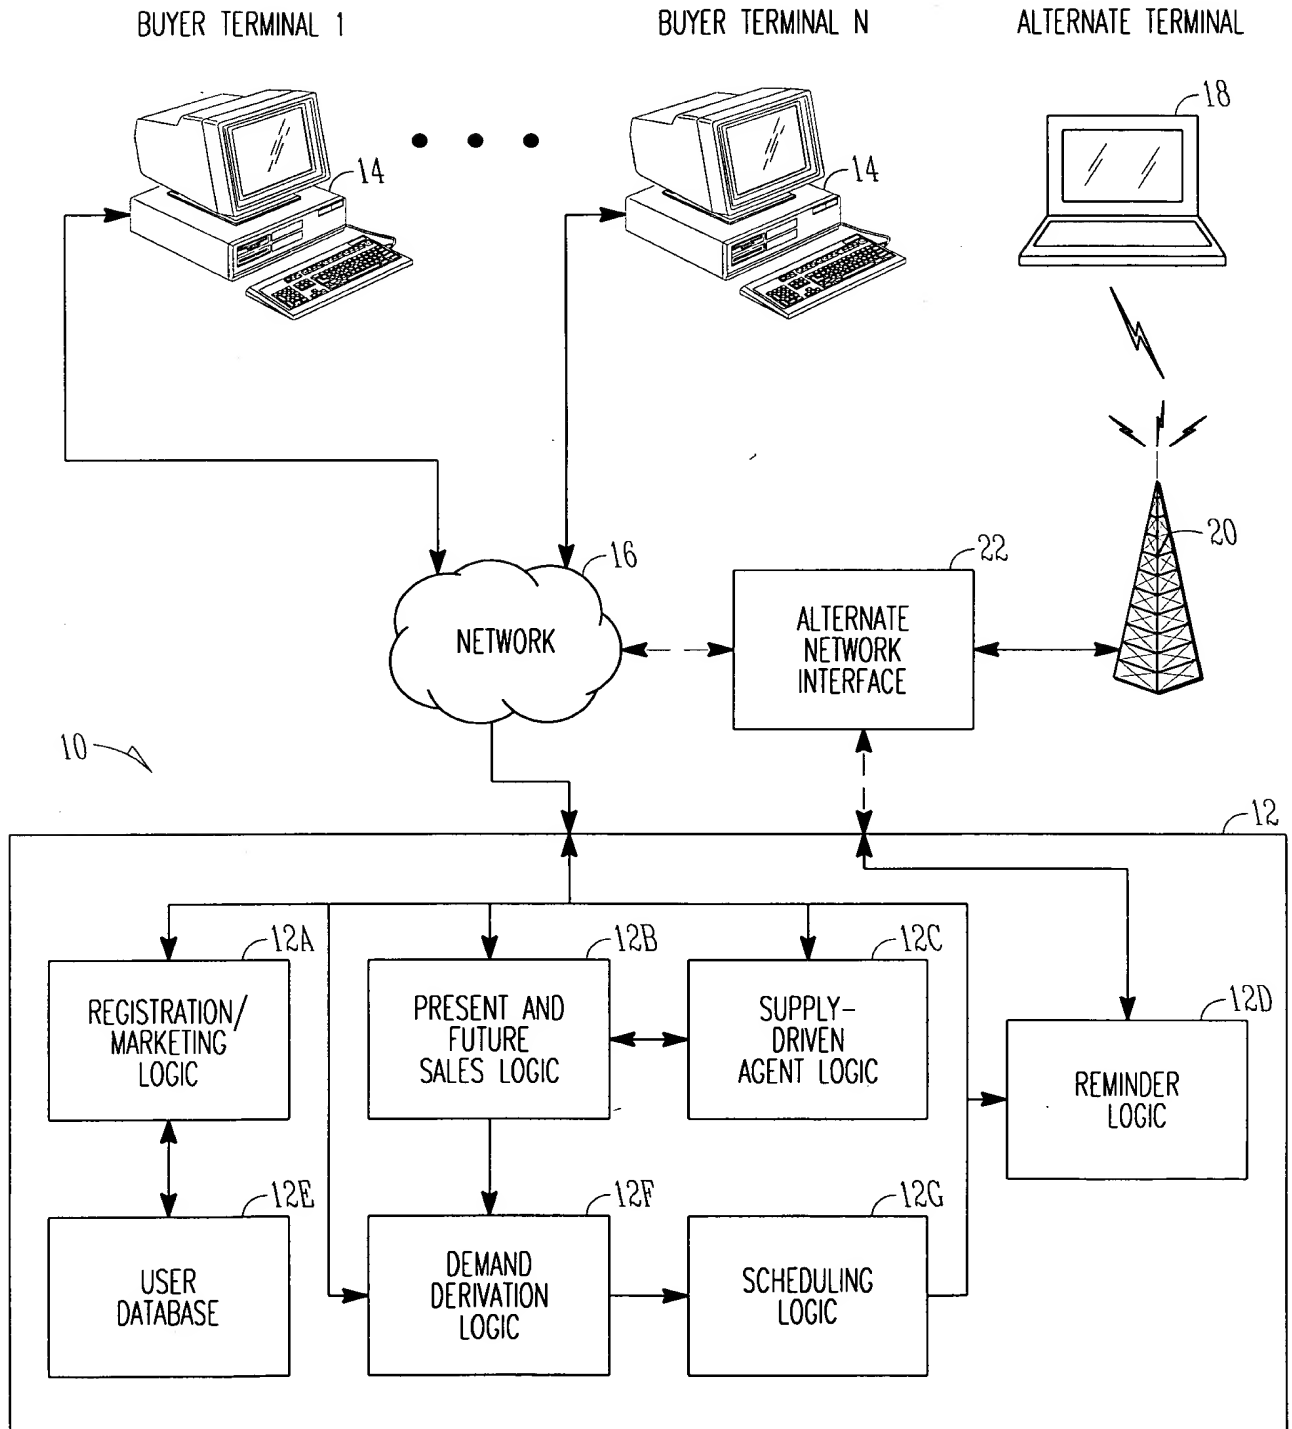 BUYER TERMINAL 1
BUYER TERMINAL N
ALTERNATE TERMINAL
18
14
14
20
16
22
NETWORK
ALTERNATE
NETWORK
INTERFACE
10
12
12A
12B
12C
12D
REGISTRATION/
MARKETING
LOGIC
PRESENT AND
FUTURE
SALES LOGIC
SUPPLY-
DRIVEN
AGENT LOGIC
REMINDER
LOGIC
12E
12F
12G
USER
DATABASE
DEMAND
DERIVATION
LOGIC
SCHEDULING
LOGIC